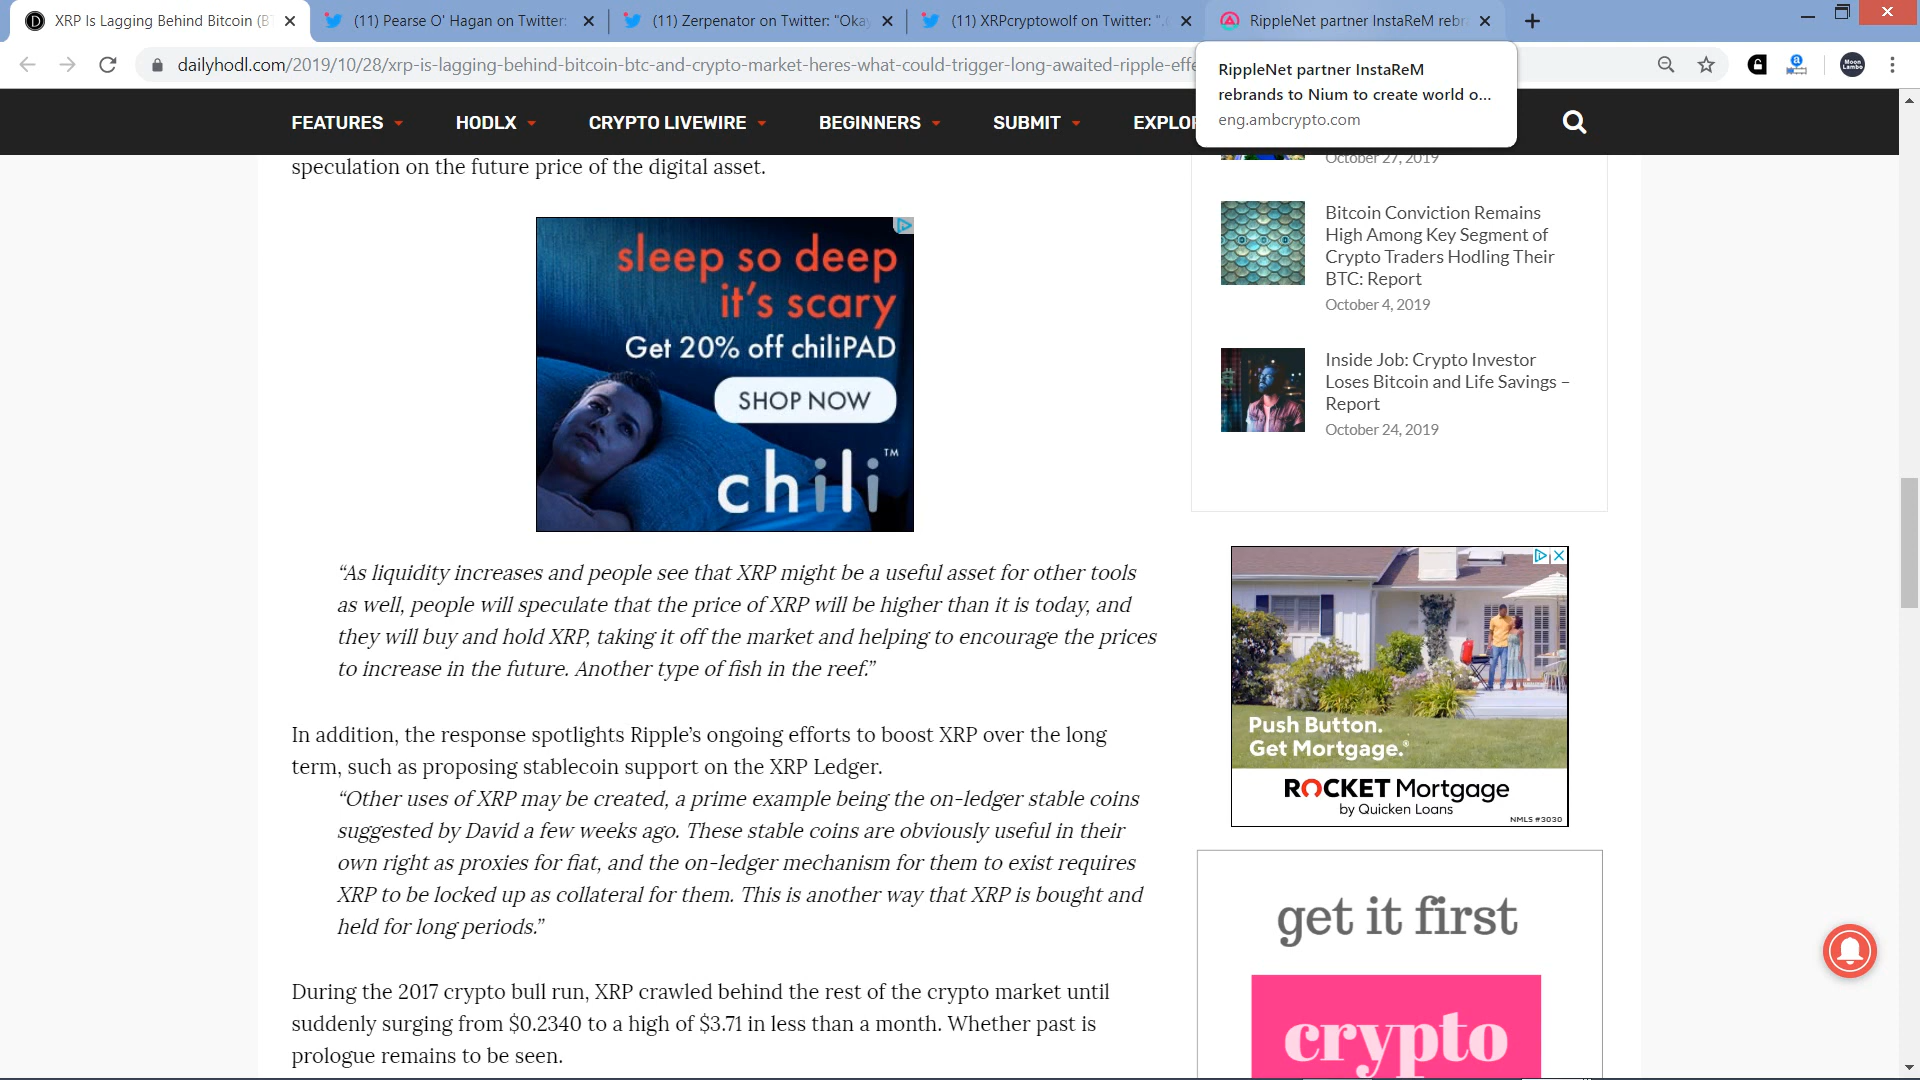 XRP Is Lagging Behind Bitcoin (BT
(11) Pearse O' Hagan on Twitter:
(11) Zerpenator on Twitter: "Okay
(11) XRPcryptowolf on Twitter: ".
RippleNet partner InstaReM rebr
dailyhodl.com/2019/10/28/xrp-is-lagging-behind-bitcoin-btc-and-crypto-market-heres-what-could-trigger-long-awaited-ripple-effe
Moon
Lambo
RippleNet partner InstaReM
rebrands to Nium to create world o...
eng.ambcrypto.com
FEATURES
HODLX
CRYPTO LIVEWIRE
BEGINNERS
SUBMIT
EXPLOR
speculation on the future price of the digital asset.
sleep so deep
it's scary
Get 20% off chiliPAD
SHOP NOW
chili™
“As liquidity increases and people see that XRP might be a useful asset for other tools
as well, people will speculate that the price of XRP will be higher than it is today, and
they will buy and hold XRP, taking it off the market and helping to encourage the prices
to increase in the future. Another type of fish in the reef.”
In addition, the response spotlights Ripple’s ongoing efforts to boost XRP over the long
term, such as proposing stablecoin support on the XRP Ledger.
“Other uses of XRP may be created, a prime example being the on-ledger stable coins
suggested by David a few weeks ago. These stable coins are obviously useful in their
own right as proxies for fiat, and the on-ledger mechanism for them to exist requires
XRP to be locked up as collateral for them. This is another way that XRP is bought and
held for long periods.”
During the 2017 crypto bull run, XRP crawled behind the rest of the crypto market until
suddenly surging from $0.2340 to a high of $3.71 in less than a month. Whether past is
prologue remains to be seen.
October 27, 2019
Bitcoin Conviction Remains
High Among Key Segment of
Crypto Traders Hodling Their
BTC: Report
October 4, 2019
Inside Job: Crypto Investor
Loses Bitcoin and Life Savings –
Report
October 24, 2019
Push Button.
Get Mortgage.®
ROCKET Mortgage
by Quicken Loans
NMLS #3030
get it first
crypto